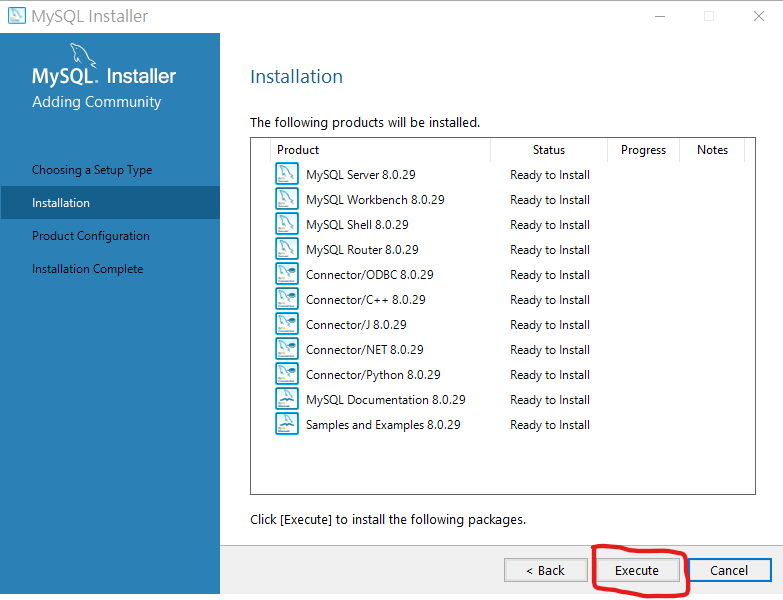 MySQL Installer
MySQL. Installer
Adding Community
Choosing a Setup Type
Installation
Product Configuration
Installation Complete
Installation
The following products will be installed.
Product Status Progress Notes
MySQL Server 8.0.29 Ready to Install
MySQL Workbench 8.0.29 Ready to Install
MySQL Shell 8.0.29 Ready to Install
MySQL Router 8.0.29 Ready to Install
Connector/ODBC 8.0.29 Ready to Install
Connector/C++ 8.0.29 Ready to Install
Connector/J 8.0.29 Ready to Install
Connector/NET 8.0.29 Ready to Install
Connector/Python 8.0.29 Ready to Install
MySQL Documentation 8.0.29 Ready to Install
Samples and Examples 8.0.29 Ready to Install
Click [Execute] to install the following packages.
< Back Execute Cancel